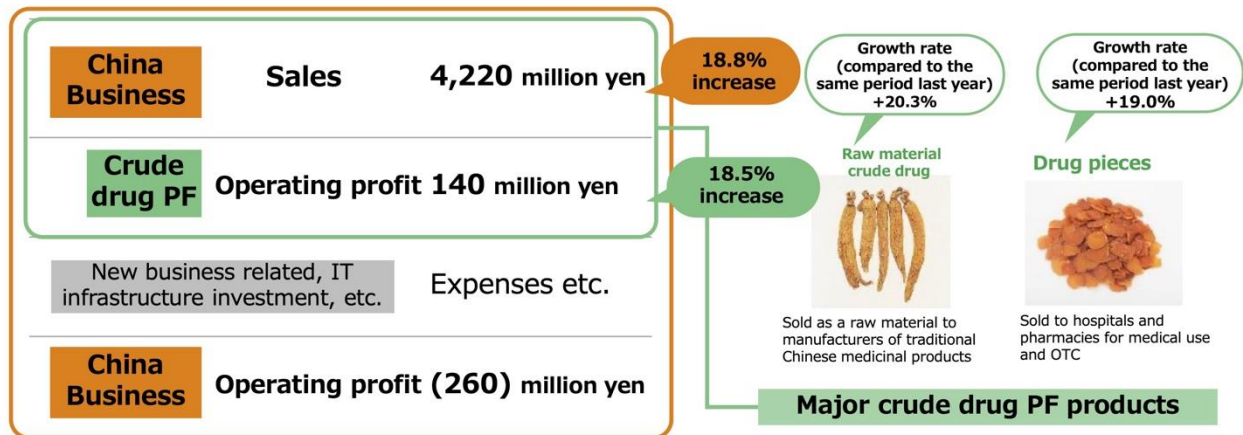 China
Business
Sales
4,220 million yen
18.8%
increase
Crude
drug PF
Operating profit 140 million yen
18.5%
increase
New business related, IT
infrastructure investment, etc.
Expenses etc.
China
Business
Operating profit (260) million yen
Growth rate
(compared to the
same period last year)
+20.3%
Raw material
crude drug
Sold as a raw material to
manufacturers of traditional
Chinese medicinal products
Growth rate
(compared to the
same period last year)
+19.0%
Drug pieces
Sold to hospitals and
pharmacies for medical use
and OTC
Major crude drug PF products